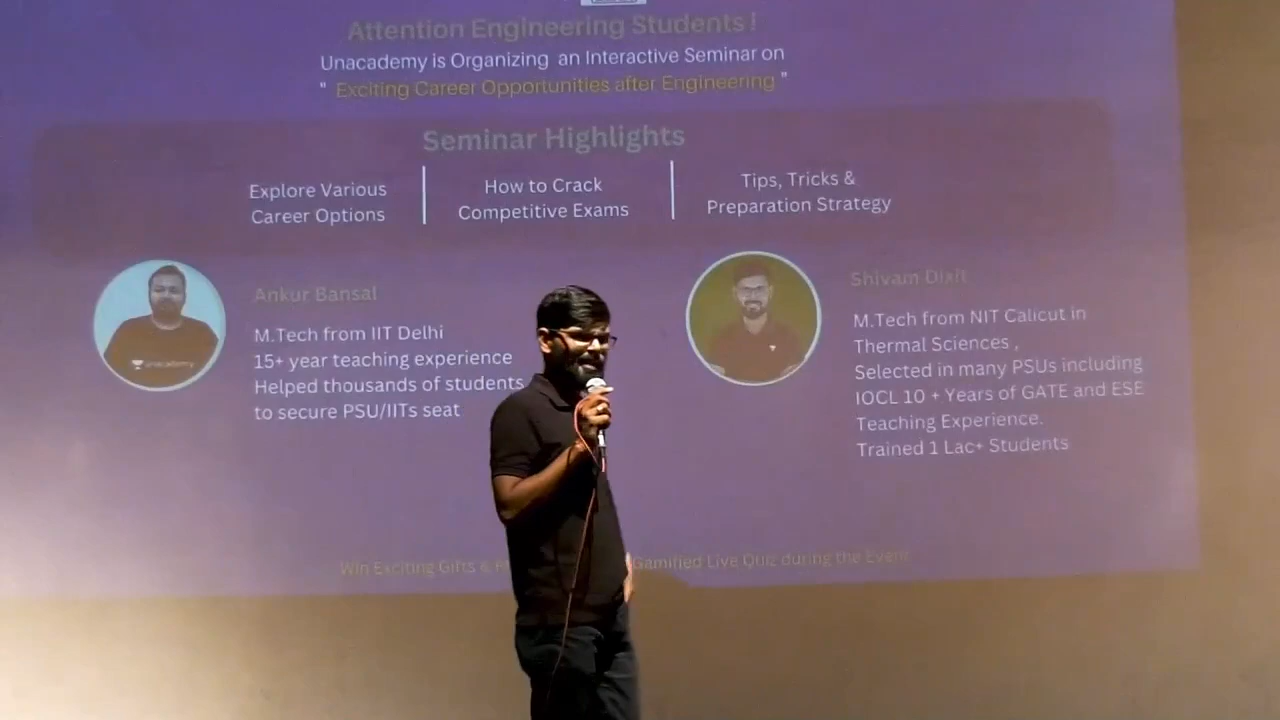 Attention Engineering Students !
Unacademy is Organizing an Interactive Seminar on
" Exciting Career Opportunities after Engineering "
Seminar Highlights
Explore Various
Career Options
How to Crack
Competitive Exams
Tips, Tricks &
Preparation Strategy
Ankur Bansal
M.Tech from IIT Delhi
15+ year teaching experience
Helped thousands of students
to secure PSU/IITs seat
unacademy
Shivam Dixit
M.Tech from NIT Calicut in
Thermal Sciences ,
Selected in many PSUs including
IOCL 10 + Years of GATE and ESE
Teaching Experience.
Trained 1 Lac+ Students
Win Exciting Gifts & Gamified Live Quiz during the Event